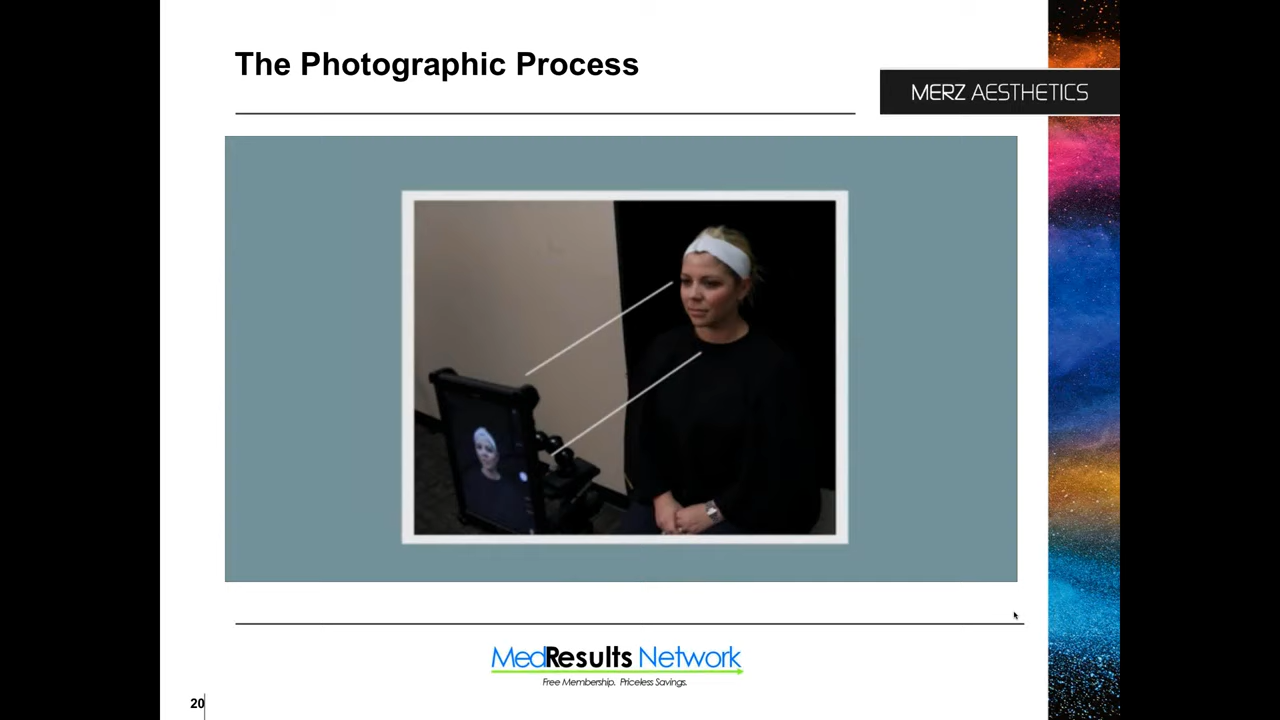 The Photographic Process
MERZ AESTHETICS
MedResults Network
Free Membership. Priceless Savings.
20